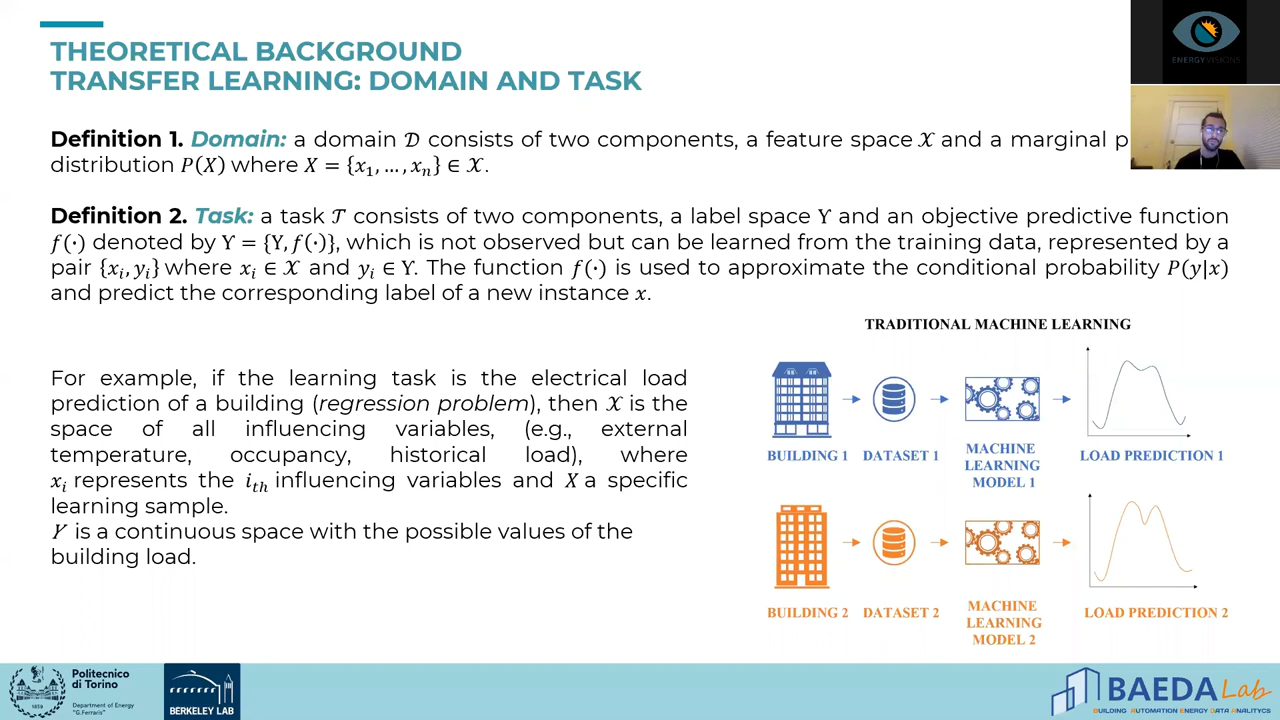 THEORETICAL BACKGROUND
TRANSFER LEARNING: DOMAIN AND TASK
ENERGYVISIONS
Definition 1. Domain: a domain 𝒟 consists of two components, a feature space 𝒳 and a marginal p
distribution P(X) where X = {x₁, … , xₙ} ∈ 𝒳.
Definition 2. Task: a task 𝒯 consists of two components, a label space Υ and an objective predictive function
f(·) denoted by Υ = {Υ, f(·)}, which is not observed but can be learned from the training data, represented by a
pair {xᵢ, yᵢ} where xᵢ ∈ 𝒳 and yᵢ ∈ Υ. The function f(·) is used to approximate the conditional probability P(y|x)
and predict the corresponding label of a new instance x.
For example, if the learning task is the electrical load
prediction of a building (regression problem), then 𝒳 is the
space of all influencing variables, (e.g., external
temperature, occupancy, historical load), where
xᵢ represents the iₜₕ influencing variables and X a specific
learning sample.
𝒴 is a continuous space with the possible values of the
building load.
TRADITIONAL MACHINE LEARNING
BUILDING 1
DATASET 1
MACHINE
LEARNING
MODEL 1
LOAD PREDICTION 1
BUILDING 2
DATASET 2
MACHINE
LEARNING
MODEL 2
LOAD PREDICTION 2
1859
Politecnico
di Torino
Department of Energy
"G.Ferraris"
BERKELEY LAB
BAEDALab
BUILDING AUTOMATION ENERGY DATA ANALITYCS